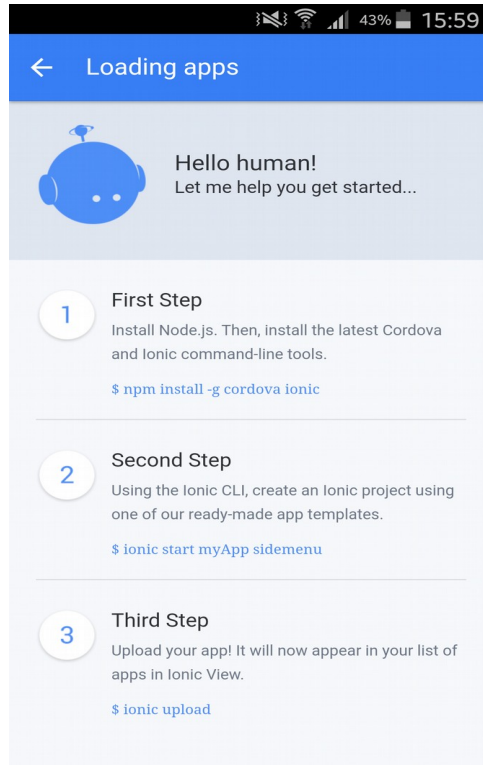 43% 15:59
Loading apps
Hello human!
Let me help you get started...
1
First Step
Install Node.js. Then, install the latest Cordova
and Ionic command-line tools.
$ npm install -g cordova ionic
2
Second Step
Using the Ionic CLI, create an Ionic project using
one of our ready-made app templates.
$ ionic start myApp sidemenu
3
Third Step
Upload your app! It will now appear in your list of
apps in Ionic View.
$ ionic upload